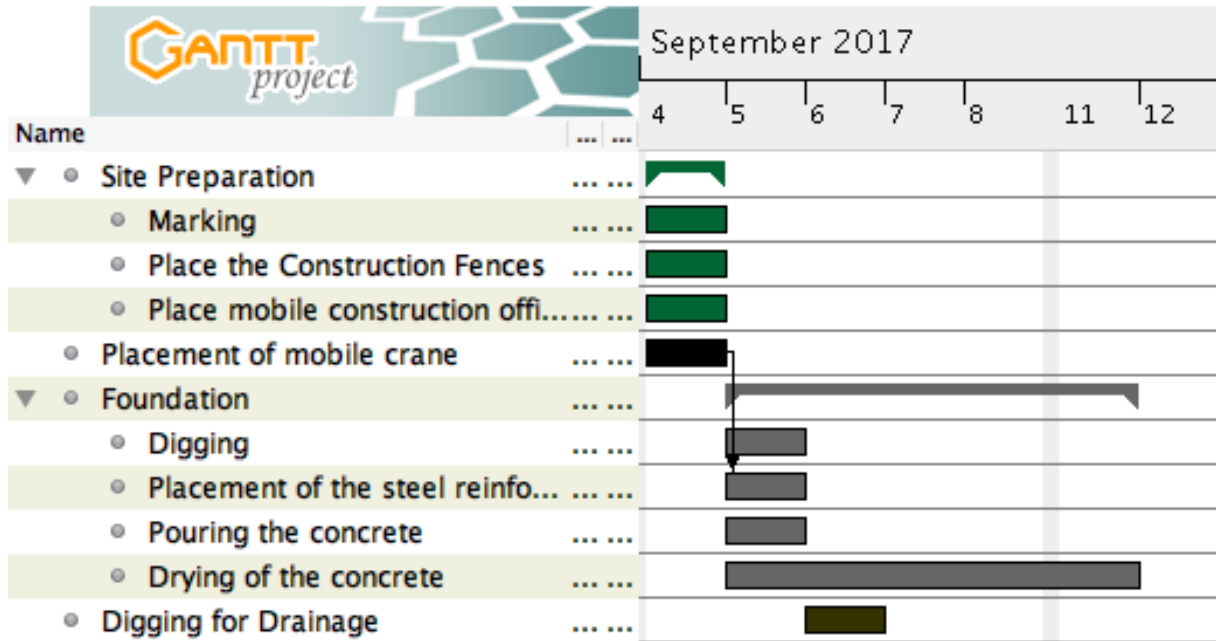 GANTT
project
September 2017
4 5 6 7 8 11 12
Name ... ...
Site Preparation ... ...
Marking ... ...
Place the Construction Fences ... ...
Place mobile construction offi... ... ...
Placement of mobile crane ... ...
Foundation ... ...
Digging ... ...
Placement of the steel reinfo... ... ...
Pouring the concrete ... ...
Drying of the concrete ... ...
Digging for Drainage ... ...